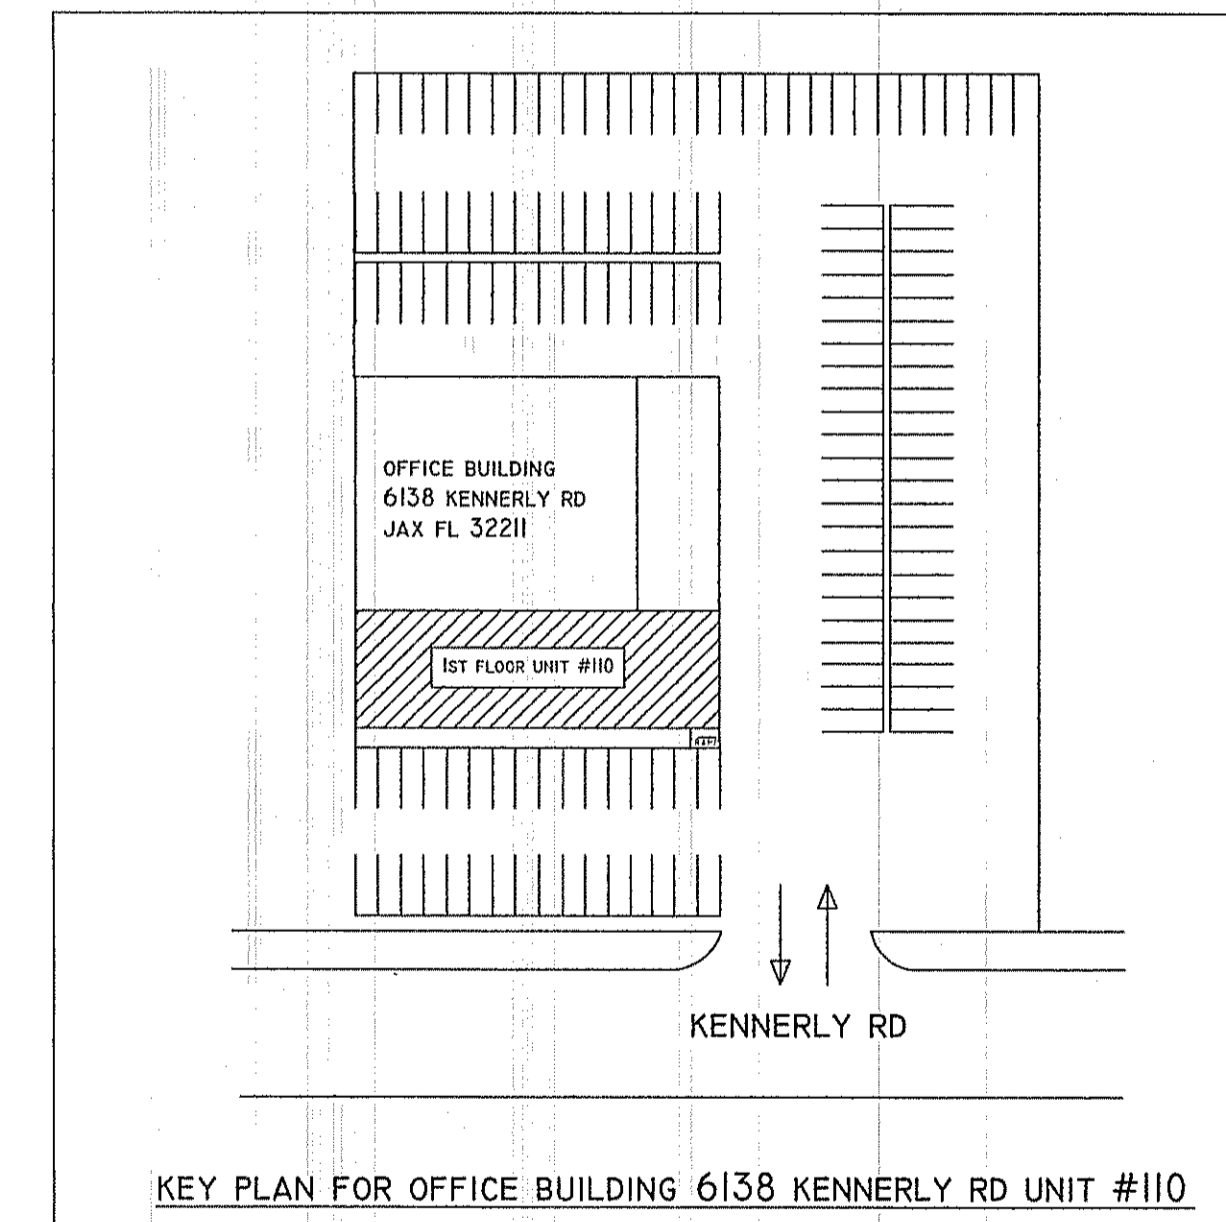 OFFICE BUILDING
6138 KENNERLY RD
JAX FL 32211
1ST FLOOR UNIT #110
KENNERLY RD
KEY PLAN FOR OFFICE BUILDING 6138 KENNERLY RD UNIT #110